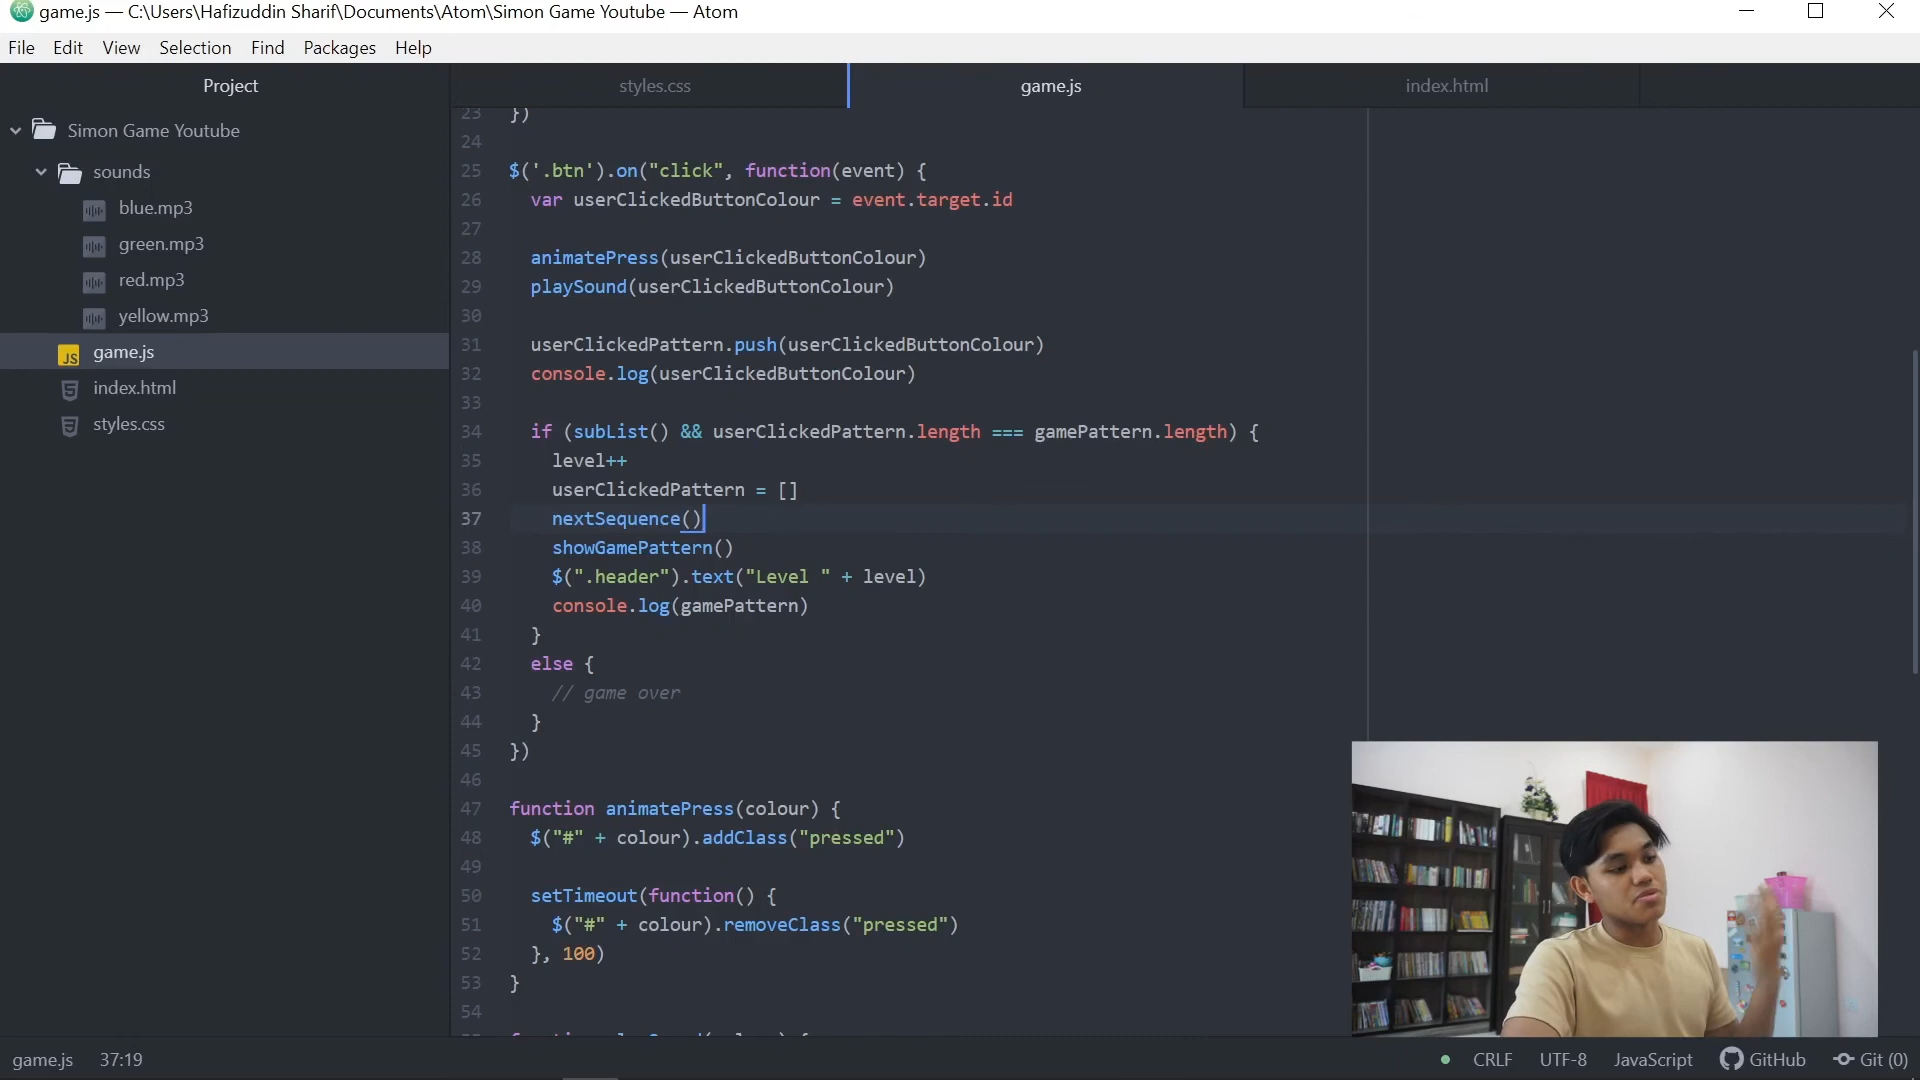 game.js — C:\Users\Hafizuddin Sharif\Documents\Atom\Simon Game Youtube — Atom
File Edit View Selection Find Packages Help
Project
styles.css
game.js
index.html
Simon Game Youtube
sounds
blue.mp3
green.mp3
red.mp3
yellow.mp3
JS game.js
index.html
styles.css
23 })
24
25 $('.btn').on("click", function(event) {
26 var userClickedButtonColour = event.target.id
27
28 animatePress(userClickedButtonColour)
29 playSound(userClickedButtonColour)
30
31 userClickedPattern.push(userClickedButtonColour)
32 console.log(userClickedButtonColour)
33
34 if (subList() && userClickedPattern.length === gamePattern.length) {
35 level++
36 userClickedPattern = []
37 nextSequence()
38 showGamePattern()
39 $(".header").text("Level " + level)
40 console.log(gamePattern)
41 }
42 else {
43 // game over
44 }
45 })
46
47 function animatePress(colour) {
48 $("#" + colour).addClass("pressed")
49
50 setTimeout(function() {
51 $("#" + colour).removeClass("pressed")
52 }, 100)
53 }
54
game.js 37:19
CRLF UTF-8 JavaScript GitHub Git (0)